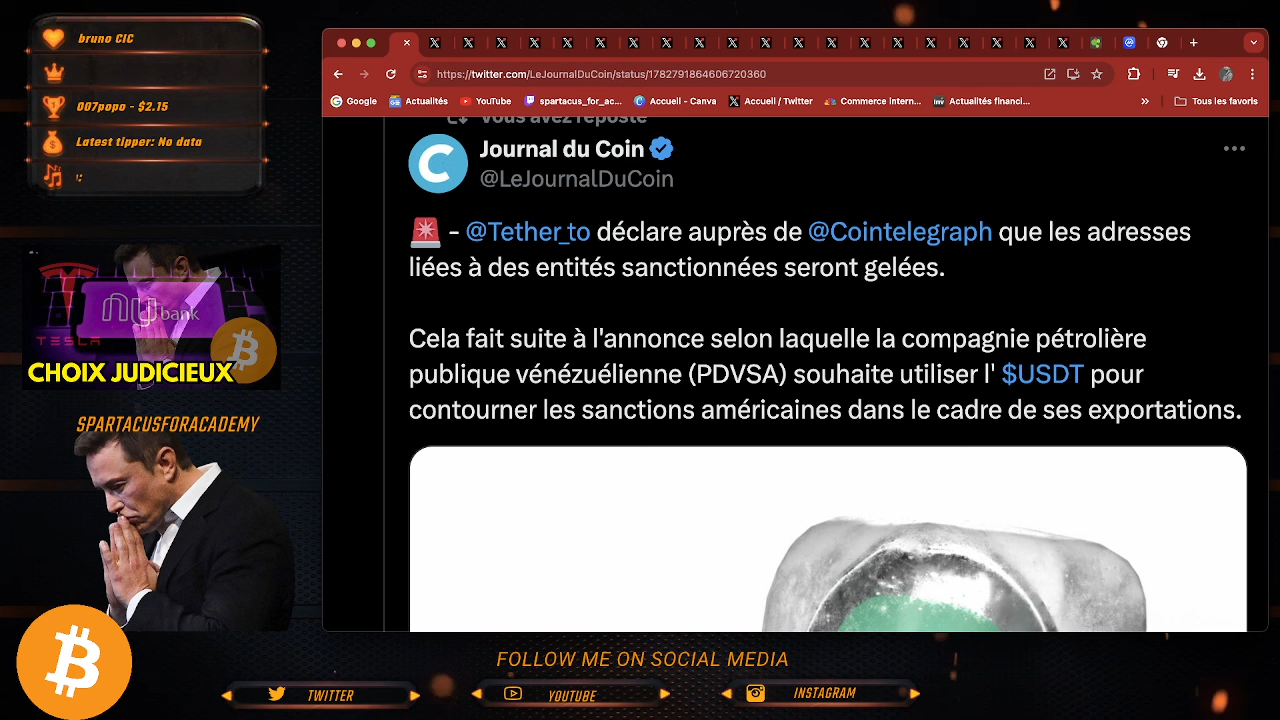 bruno CIC
007popo - $2.15
Latest tipper: No data
:
TESLA
nu bank
CHOIX JUDICIEUX
SPARTACUSFORACADEMY
https://twitter.com/LeJournalDuCoin/status/1782791864606720360
Google
Actualités
YouTube
spartacus_for_ac...
Accueil - Canva
Accueil / Twitter
Commerce intern...
Actualités financi...
»
Tous les favoris
Vous avez reposté
Journal du Coin
@LeJournalDuCoin
- @Tether_to déclare auprès de @Cointelegraph que les adresses
liées à des entités sanctionnées seront gelées.
Cela fait suite à l'annonce selon laquelle la compagnie pétrolière
publique vénézuélienne (PDVSA) souhaite utiliser l' $USDT pour
contourner les sanctions américaines dans le cadre de ses exportations.
FOLLOW ME ON SOCIAL MEDIA
TWITTER
YOUTUBE
INSTAGRAM